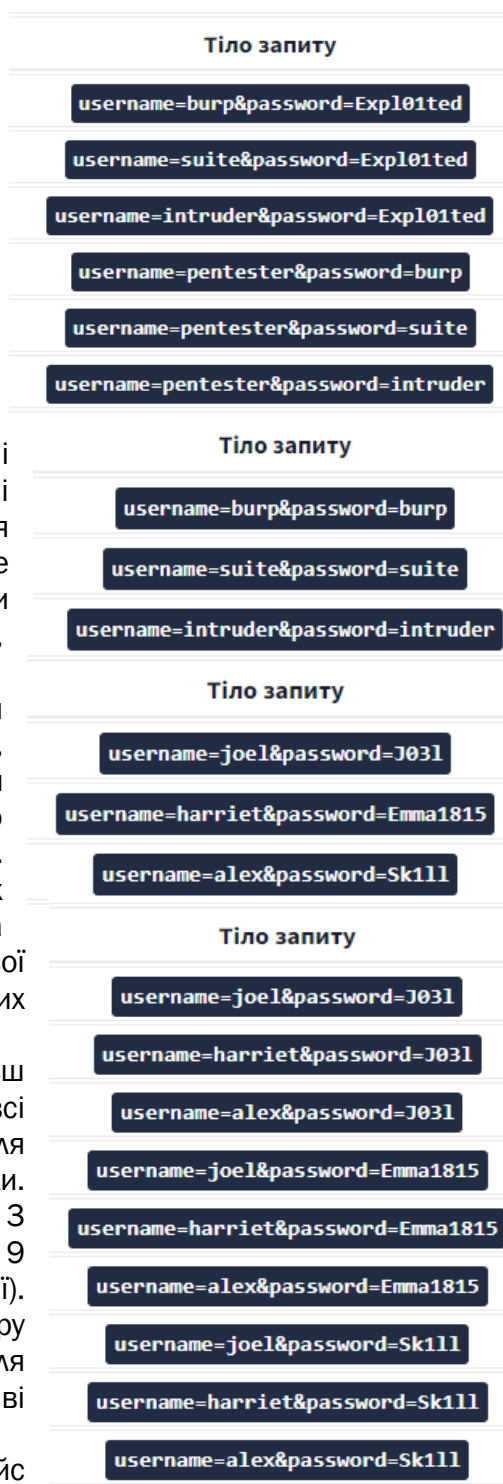 Тіло запиту
username=burp&password=Expl01ted
username=suite&password=Expl01ted
username=intruder&password=Expl01ted
username=pentester&password=burp
username=pentester&password=suite
username=pentester&password=intruder
Тіло запиту
username=burp&password=burp
username=suite&password=suite
username=intruder&password=intruder
Тіло запиту
username=joel&password=J03l
username=harriet&password=Emma1815
username=alex&password=Sk1ll
Тіло запиту
username=joel&password=J03l
username=harriet&password=J03l
username=alex&password=J03l
username=joel&password=Emma1815
username=harriet&password=Emma1815
username=alex&password=Emma1815
username=joel&password=Sk1ll
username=harriet&password=Sk1ll
username=alex&password=Sk1ll